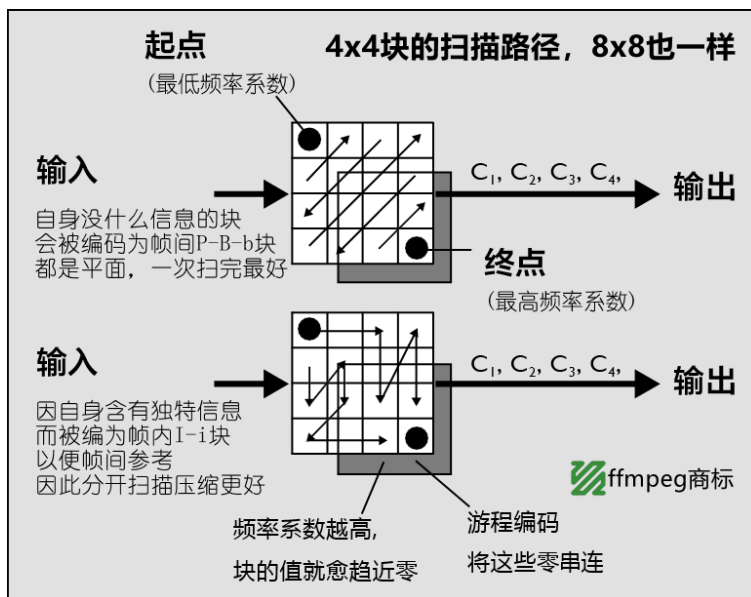 起点
4x4块的扫描路径，8x8也一样
(最低频率系数)
输入
C1, C2, C3, C4,
输出
自身没什么信息的块
会被编码为帧间P-B-b块
都是平面，一次扫完最好
终点
(最高频率系数)
输入
C1, C2, C3, C4,
输出
因自身含有独特信息
而被编为帧内I-i块
以便帧间参考
因此分开扫描压缩更好
ffmpeg商标
频率系数越高,
块的值就愈趋近零
游程编码
将这些零串连